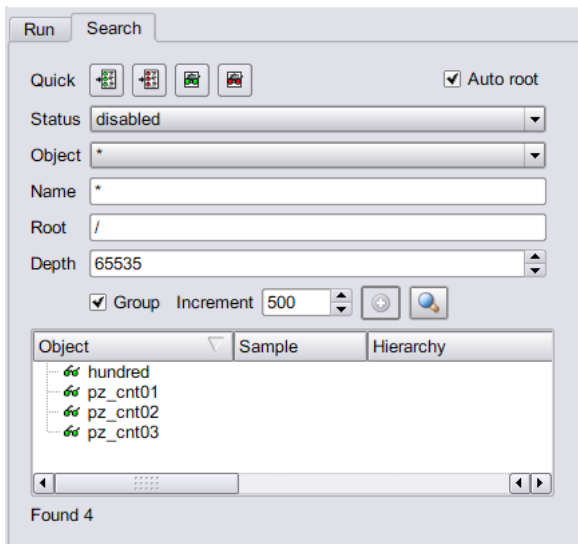 Run Search
Quick Auto root
Status disabled
Object *
Name *
Root /
Depth 65535
Group Increment 500
Object Sample Hierarchy
hundred
pz_cnt01
pz_cnt02
pz_cnt03
Found 4